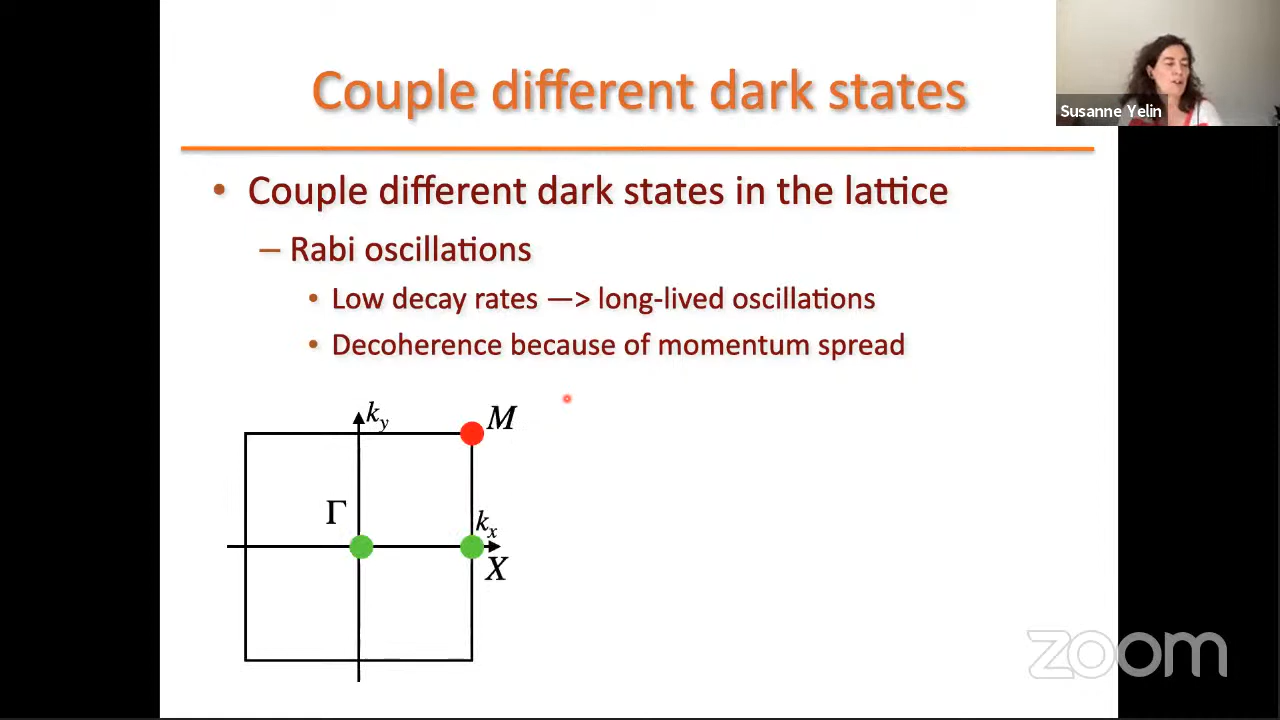 Couple different dark states
Susanne Yelin
• Couple different dark states in the lattice
– Rabi oscillations
• Low decay rates —> long-lived oscillations
• Decoherence because of momentum spread
k_y
M
Γ
k_x
X
zoom